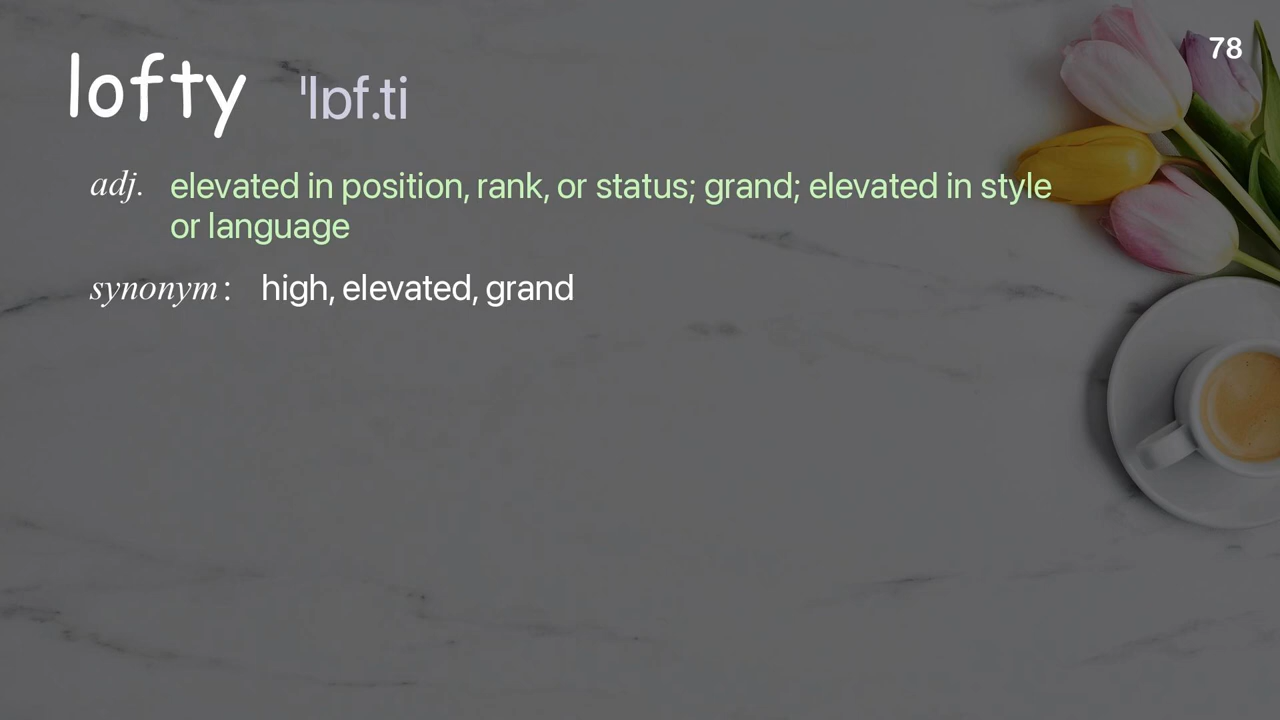 lofty ˈlɒf.ti
78
adj. elevated in position, rank, or status; grand; elevated in style
or language
synonym: high, elevated, grand